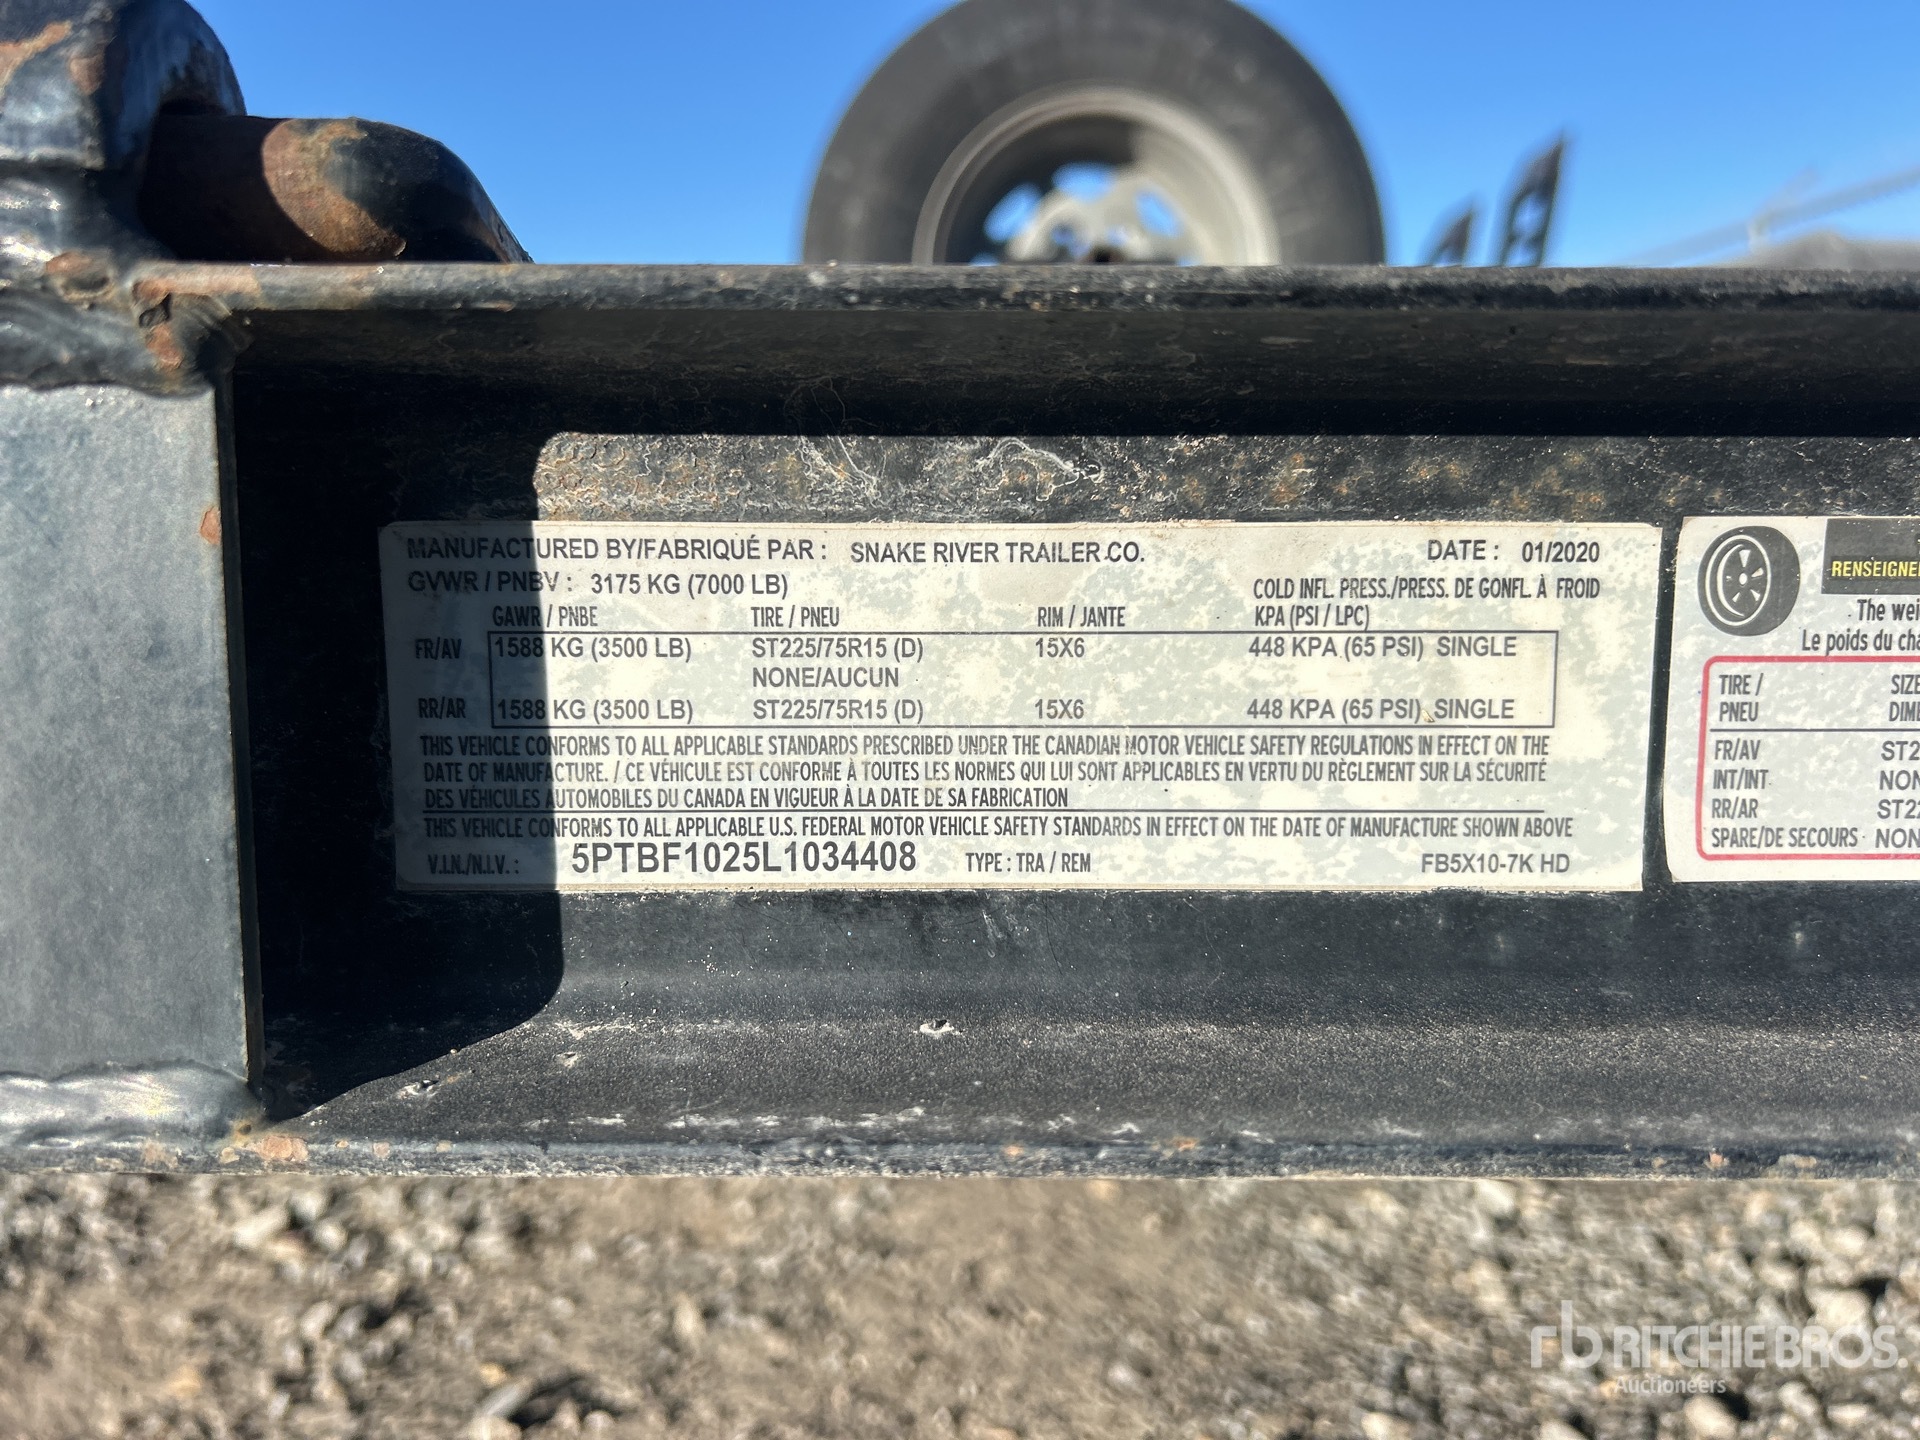 MANUFACTURED BY/FABRIQUÉ PAR : SNAKE RIVER TRAILER CO. DATE : 01/2020
GVWR / PNBV : 3175 KG (7000 LB) COLD INFL. PRESS./PRESS. DE GONFL. À FROID
GAWR / PNBE TIRE / PNEU RIM / JANTE KPA (PSI / LPC)
FR/AV 1588 KG (3500 LB) ST225/75R15 (D) 15X6 448 KPA (65 PSI) SINGLE
NONE/AUCUN
RR/AR 1588 KG (3500 LB) ST225/75R15 (D) 15X6 448 KPA (65 PSI) SINGLE
THIS VEHICLE CONFORMS TO ALL APPLICABLE STANDARDS PRESCRIBED UNDER THE CANADIAN MOTOR VEHICLE SAFETY REGULATIONS IN EFFECT ON THE
DATE OF MANUFACTURE. / CE VÉHICULE EST CONFORME À TOUTES LES NORMES QUI LUI SONT APPLICABLES EN VERTU DU RÈGLEMENT SUR LA SÉCURITÉ
DES VÉHICULES AUTOMOBILES DU CANADA EN VIGUEUR À LA DATE DE SA FABRICATION
THIS VEHICLE CONFORMS TO ALL APPLICABLE U.S. FEDERAL MOTOR VEHICLE SAFETY STANDARDS IN EFFECT ON THE DATE OF MANUFACTURE SHOWN ABOVE
V.I.N./N.I.V. : 5PTBF1025L1034408 TYPE : TRA / REM FB5X10-7K HD
RENSEIGNE
The wei
Le poids du cha
TIRE / SIZE
PNEU DIM
FR/AV ST2
INT/INT NON
RR/AR ST22
SPARE/DE SECOURS NON
rb RITCHIE BROS.
Auctioneers